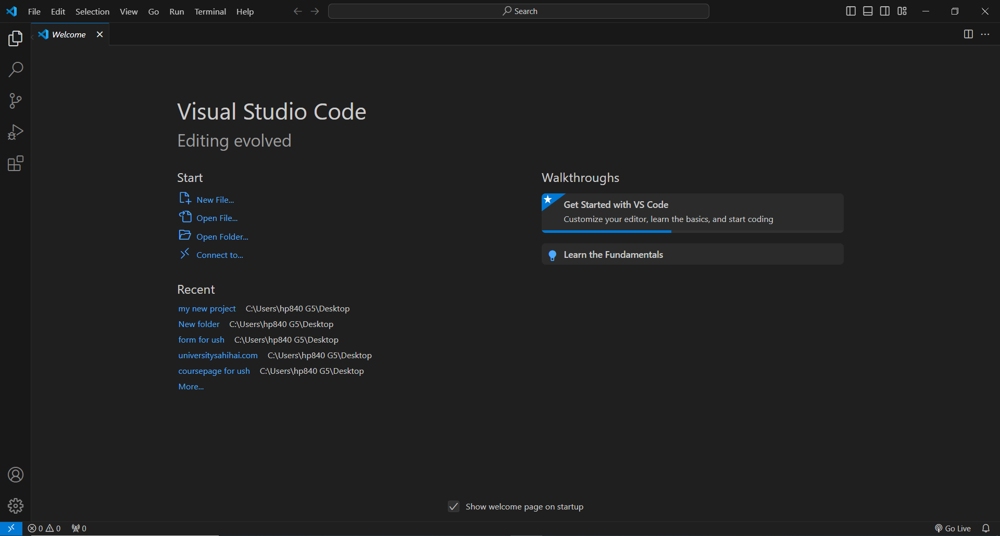 File Edit Selection View Go Run Terminal Help
Search
Welcome
Visual Studio Code
Editing evolved
Start
New File...
Open File...
Open Folder...
Connect to...
Recent
my new project C:\Users\hp840 G5\Desktop
New folder C:\Users\hp840 G5\Desktop
form for ush C:\Users\hp840 G5\Desktop
universitysahihai.com C:\Users\hp840 G5\Desktop
coursepage for ush C:\Users\hp840 G5\Desktop
More...
Walkthroughs
Get Started with VS Code
Customize your editor, learn the basics, and start coding
Learn the Fundamentals
Show welcome page on startup
0 0 0
Go Live